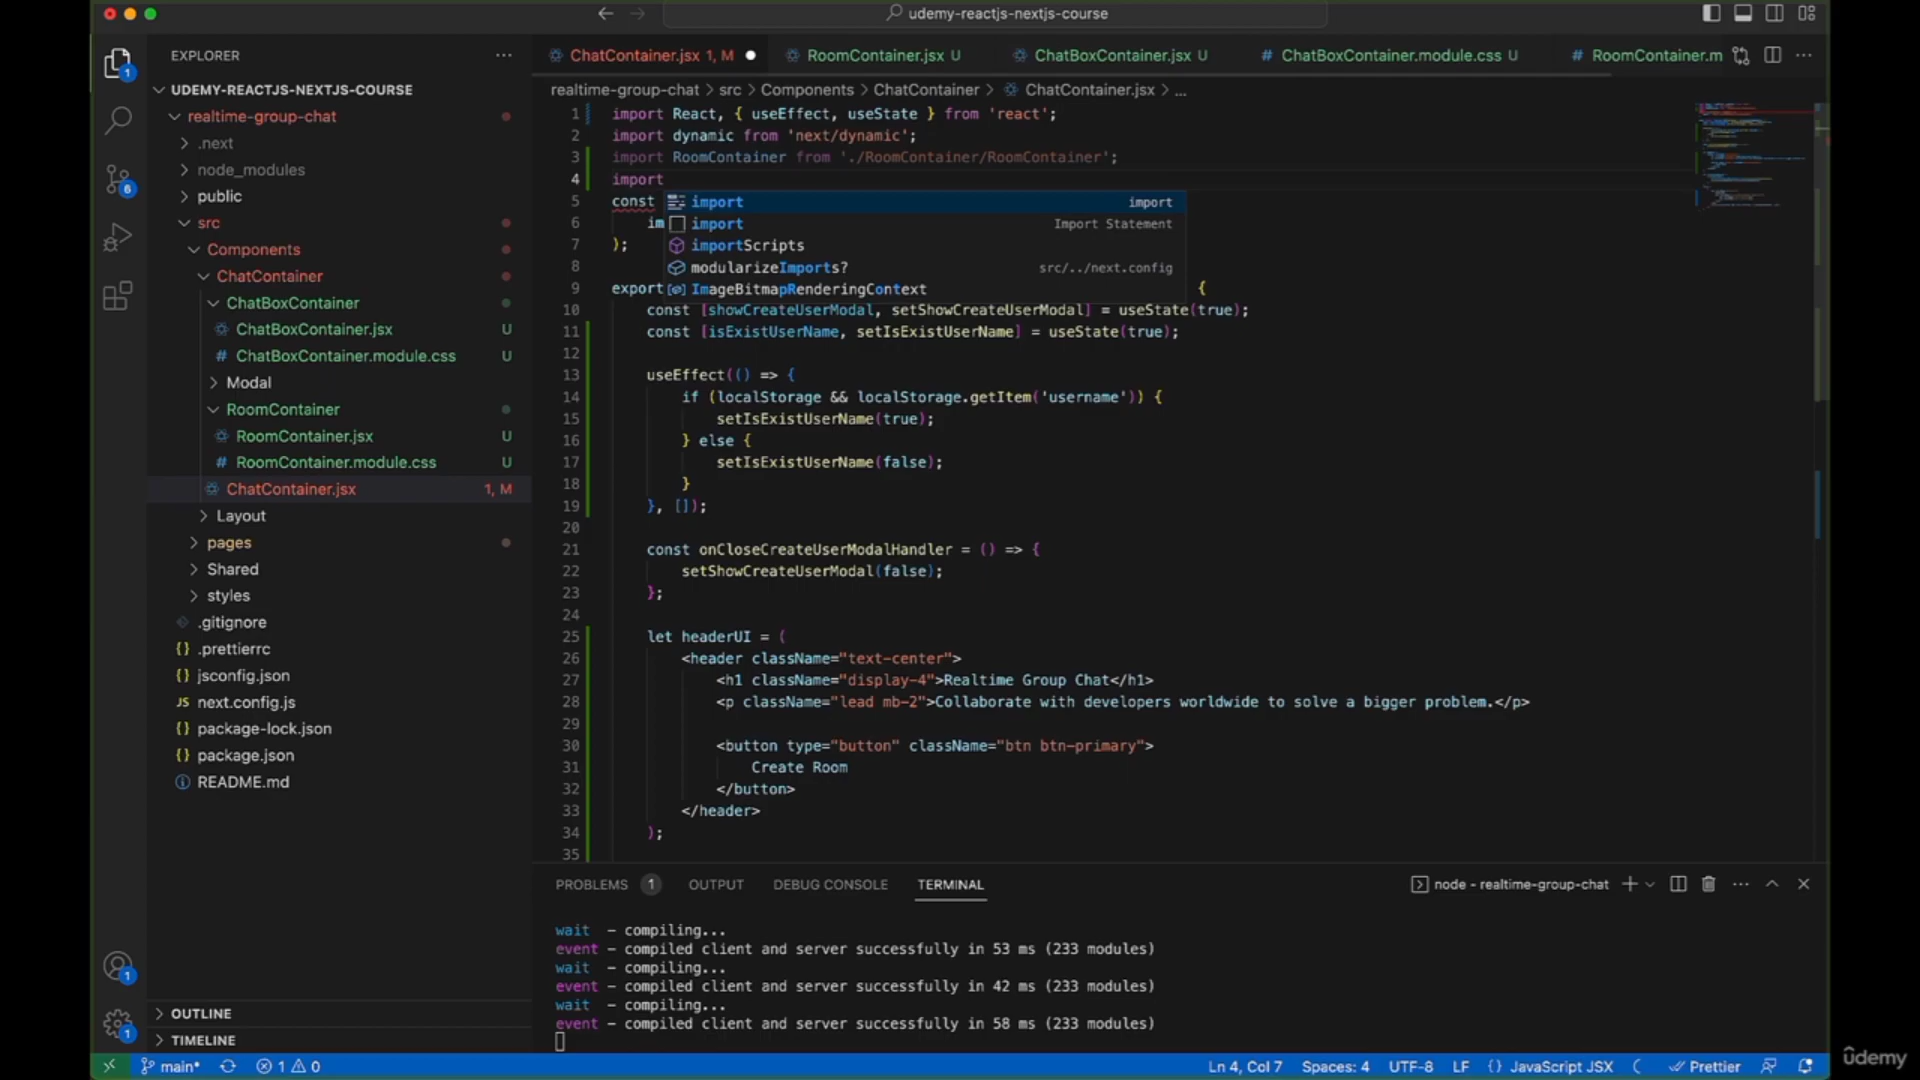 udemy-reactjs-nextjs-course
EXPLORER
UDEMY-REACTJS-NEXTJS-COURSE
realtime-group-chat
.next
node_modules
public
src
Components
ChatContainer
ChatBoxContainer
ChatBoxContainer.jsx U
ChatBoxContainer.module.css U
Modal
RoomContainer
RoomContainer.jsx U
RoomContainer.module.css U
ChatContainer.jsx 1, M
Layout
pages
Shared
styles
.gitignore
{} .prettierrc
{} jsconfig.json
JS next.config.js
{} package-lock.json
{} package.json
README.md
OUTLINE
TIMELINE
1
6
1
1
ChatContainer.jsx 1, M RoomContainer.jsx U ChatBoxContainer.jsx U # ChatBoxContainer.module.css U # RoomContainer.m
realtime-group-chat > src > Components > ChatContainer > ChatContainer.jsx > ...
1 import React, { useEffect, useState } from 'react';
2 import dynamic from 'next/dynamic';
3 import RoomContainer from './RoomContainer/RoomContainer';
4 import
5 const
6 im
7 );
8
9 export {
import import
import Import Statement
importScripts
modularizeImports? src/../next.config
ImageBitmapRenderingContext
10 const [showCreateUserModal, setShowCreateUserModal] = useState(true);
11 const [isExistUserName, setIsExistUserName] = useState(true);
12
13 useEffect(() => {
14 if (localStorage && localStorage.getItem('username')) {
15 setIsExistUserName(true);
16 } else {
17 setIsExistUserName(false);
18 }
19 }, []);
20
21 const onCloseCreateUserModalHandler = () => {
22 setShowCreateUserModal(false);
23 };
24
25 let headerUI = (
26 <header className="text-center">
27 <h1 className="display-4">Realtime Group Chat</h1>
28 <p className="lead mb-2">Collaborate with developers worldwide to solve a bigger problem.</p>
29
30 <button type="button" className="btn btn-primary">
31 Create Room
32 </button>
33 </header>
34 );
35
PROBLEMS 1 OUTPUT DEBUG CONSOLE TERMINAL node - realtime-group-chat
wait – compiling...
event – compiled client and server successfully in 53 ms (233 modules)
wait – compiling...
event – compiled client and server successfully in 42 ms (233 modules)
wait – compiling...
event – compiled client and server successfully in 58 ms (233 modules)
main* 1 0 Ln 4, Col 7 Spaces: 4 UTF-8 LF {} JavaScript JSX Prettier
ûdemy